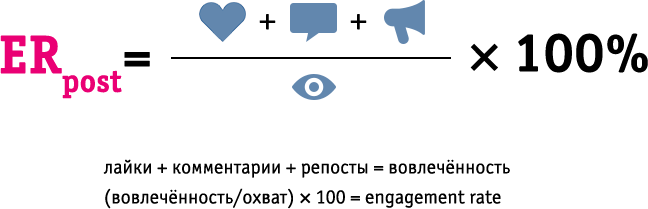 + +
ERpost= × 100%
лайки + комментарии + репосты = вовлечённость
(вовлечённость/охват) × 100 = engagement rate